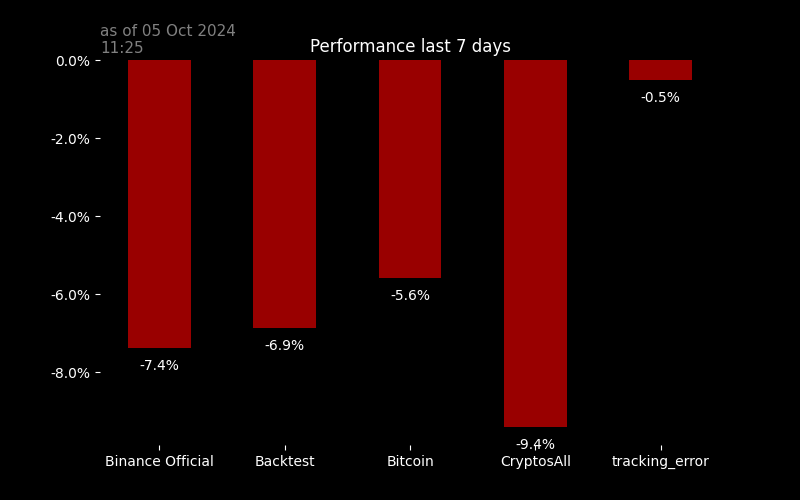 as of 05 Oct 2024
11:25
Performance last 7 days
0.0%
-2.0%
-4.0%
-6.0%
-8.0%
-7.4%
-6.9%
-5.6%
-9.4%
-0.5%
Binance Official
Backtest
Bitcoin
CryptosAll
tracking_error